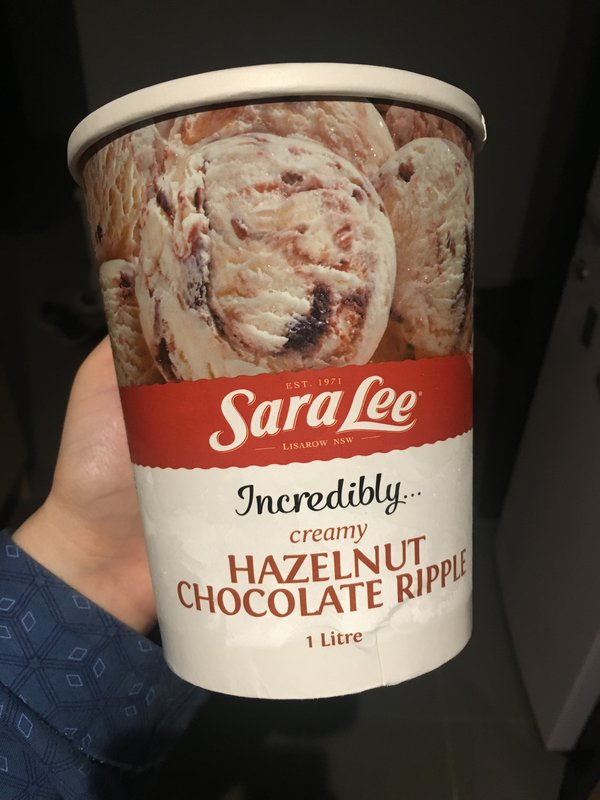 EST. 1971
Sara Lee
LISAROW NSW
Incredibly...
creamy
HAZELNUT
CHOCOLATE RIPPLE
1 Litre